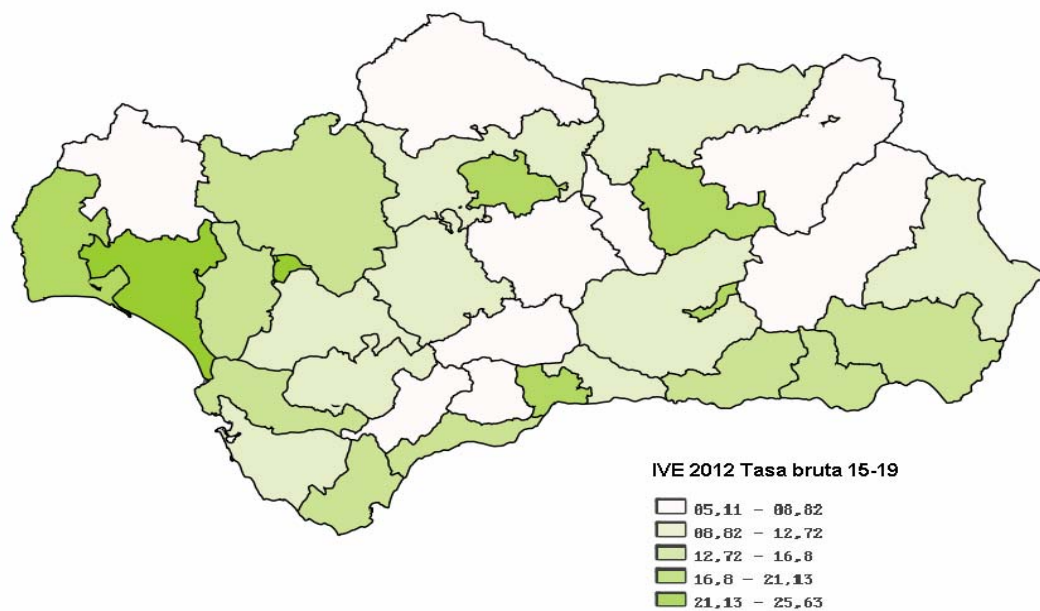 IVE 2012 Tasa bruta 15-19
05,11 - 08,82
08,82 - 12,72
12,72 - 16,8
16,8 - 21,13
21,13 - 25,63